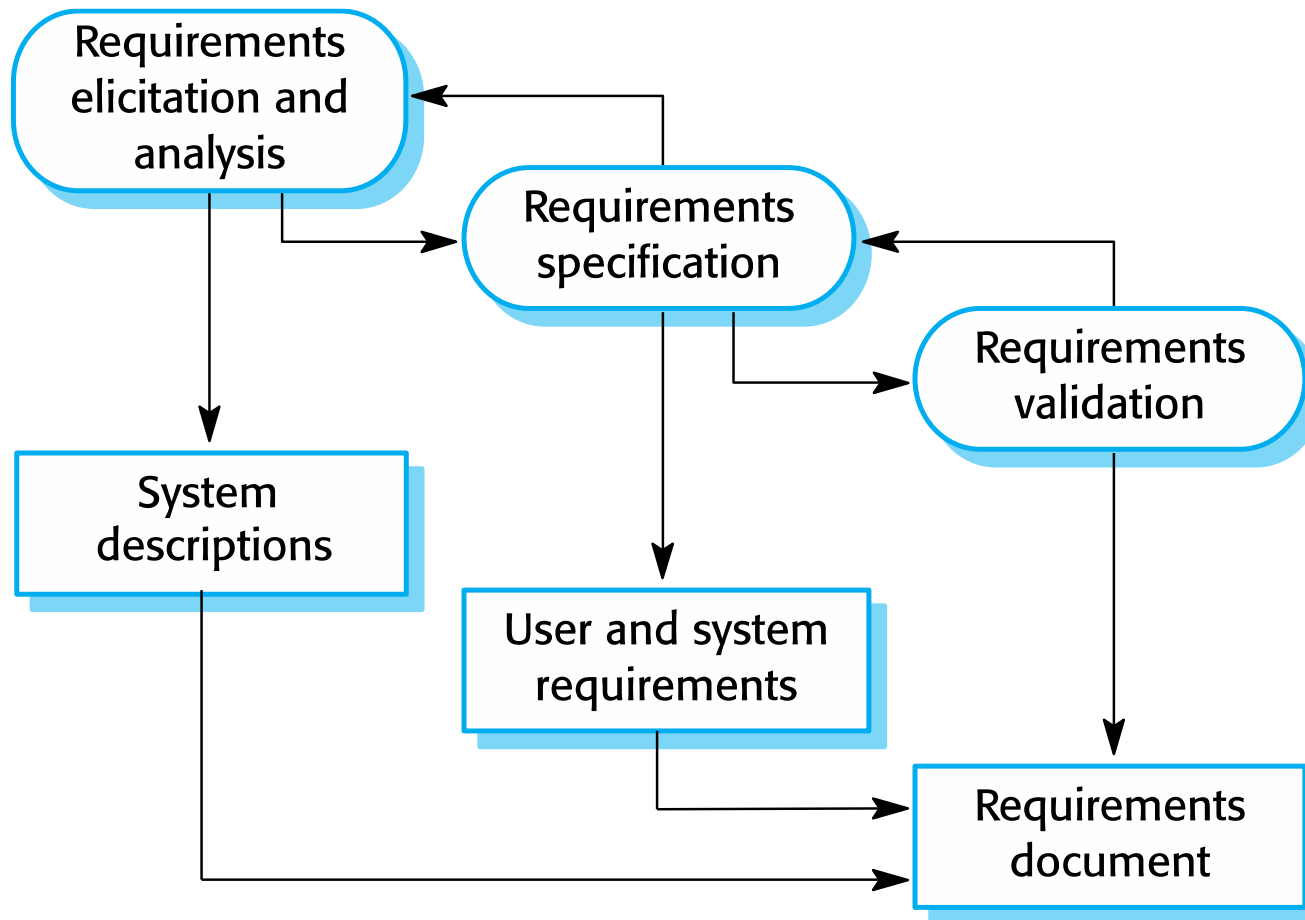 Requirements
elicitation and
analysis
Requirements
specification
Requirements
validation
System
descriptions
User and system
requirements
Requirements
document